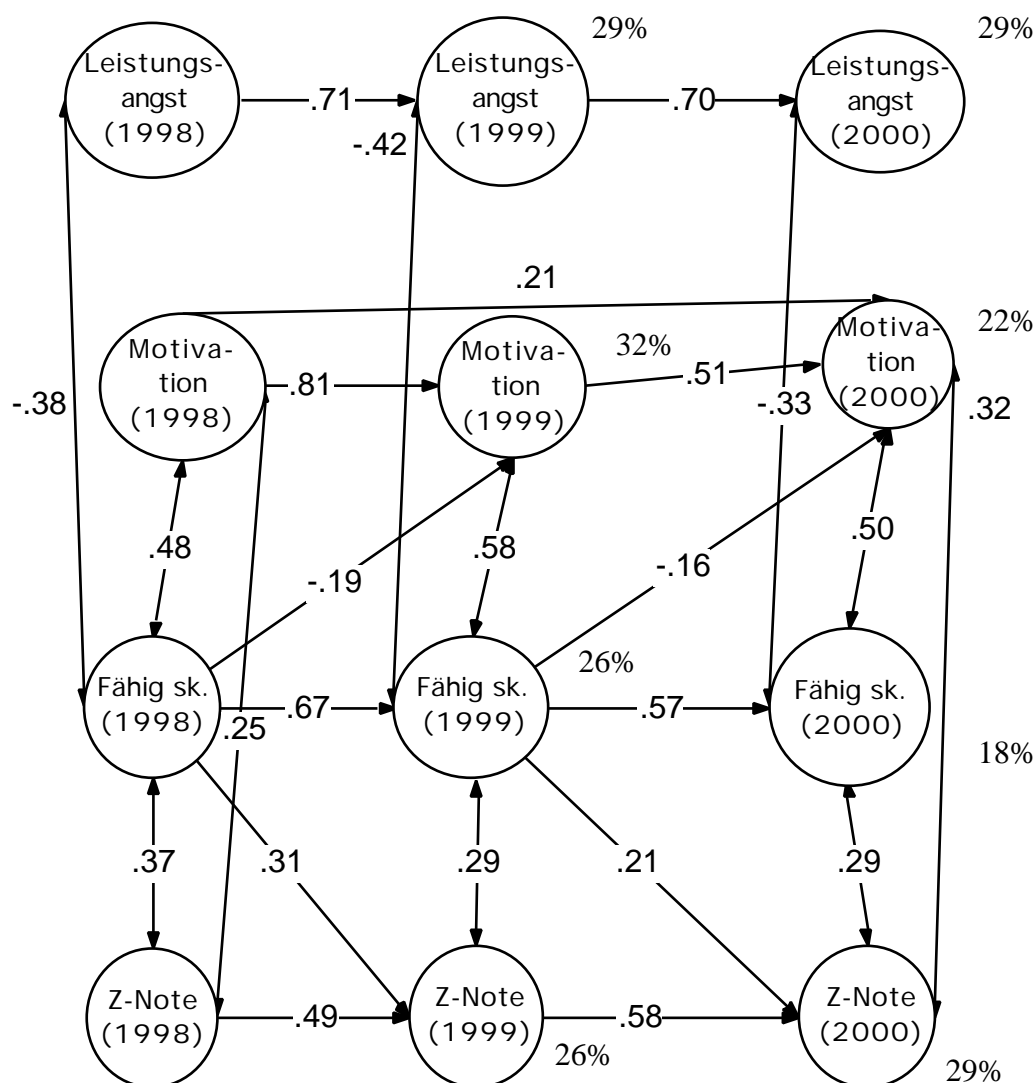 29%
29%
Leistungs-
angst
(1998)
.71
Leistungs-
angst
(1999)
.70
Leistungs-
angst
(2000)
-.42
.21
Motiva-
tion
(1998)
.81
Motiva-
tion
(1999)
32%
.51
Motiva-
tion
(2000)
22%
-.38
-.33
.32
.48
-.19
.58
-.16
.50
Fähig sk.
(1998)
.67
.25
Fähig sk.
(1999)
26%
.57
Fähig sk.
(2000)
18%
.37
.31
.29
.21
.29
Z-Note
(1998)
.49
Z-Note
(1999)
26%
.58
Z-Note
(2000)
29%